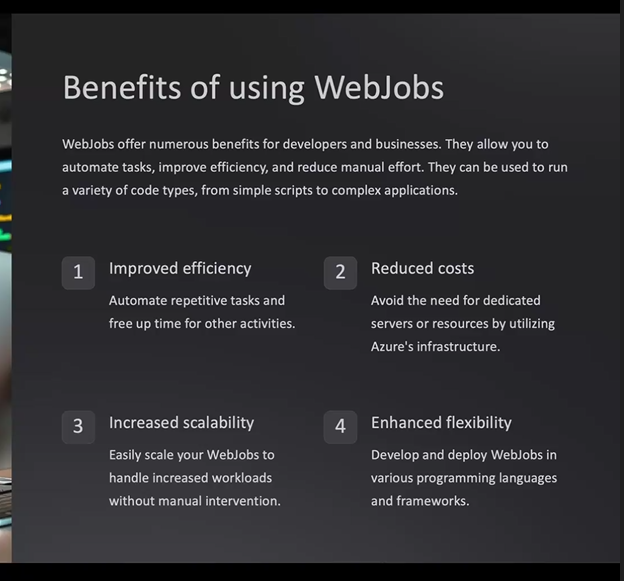 Benefits of using WebJobs
WebJobs offer numerous benefits for developers and businesses. They allow you to
automate tasks, improve efficiency, and reduce manual effort. They can be used to run
a variety of code types, from simple scripts to complex applications.
1
Improved efficiency
Automate repetitive tasks and
free up time for other activities.
2
Reduced costs
Avoid the need for dedicated
servers or resources by utilizing
Azure's infrastructure.
3
Increased scalability
Easily scale your WebJobs to
handle increased workloads
without manual intervention.
4
Enhanced flexibility
Develop and deploy WebJobs in
various programming languages
and frameworks.